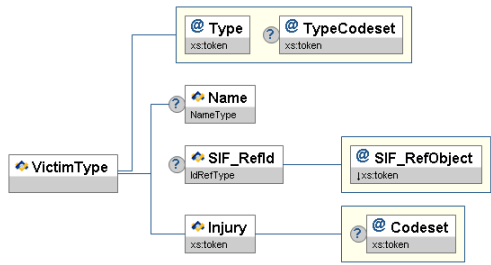 @ Type
xs:token
? @ TypeCodeset
xs:token
? Name
NameType
VictimType
? SIF_RefId
IdRefType
@ SIF_RefObject
↓xs:token
Injury
xs:token
? @ Codeset
xs:token